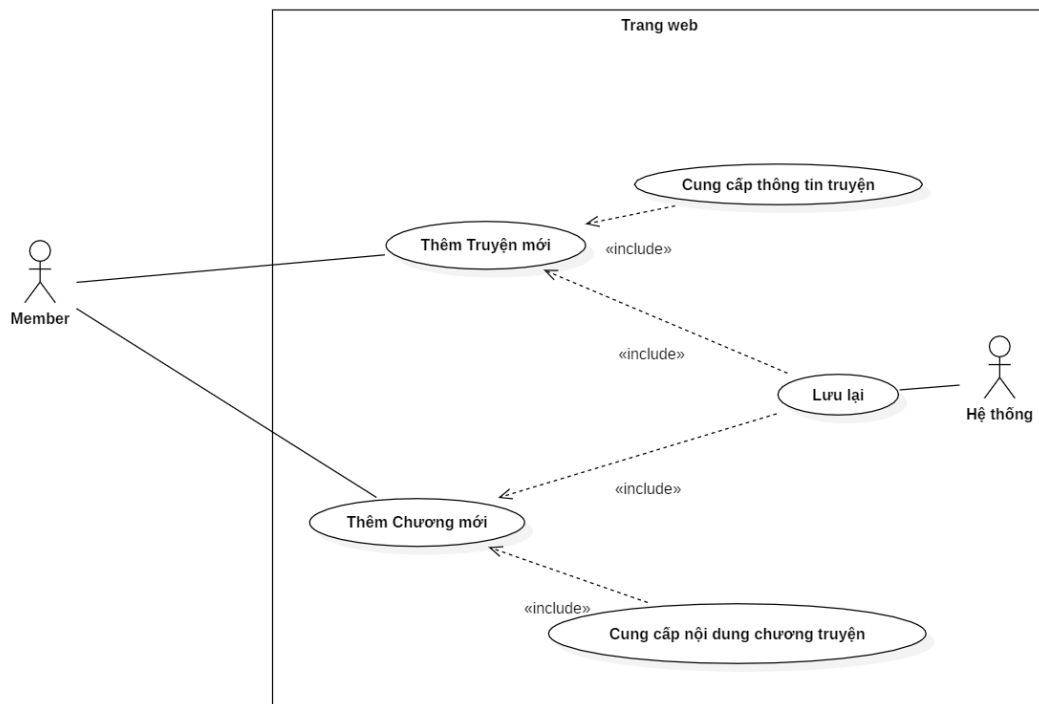 Trang web
Cung cấp thông tin truyện
Thêm Truyện mới
«include»
Member
«include»
Lưu lại
Hệ thống
«include»
Thêm Chương mới
«include»
Cung cấp nội dung chương truyện